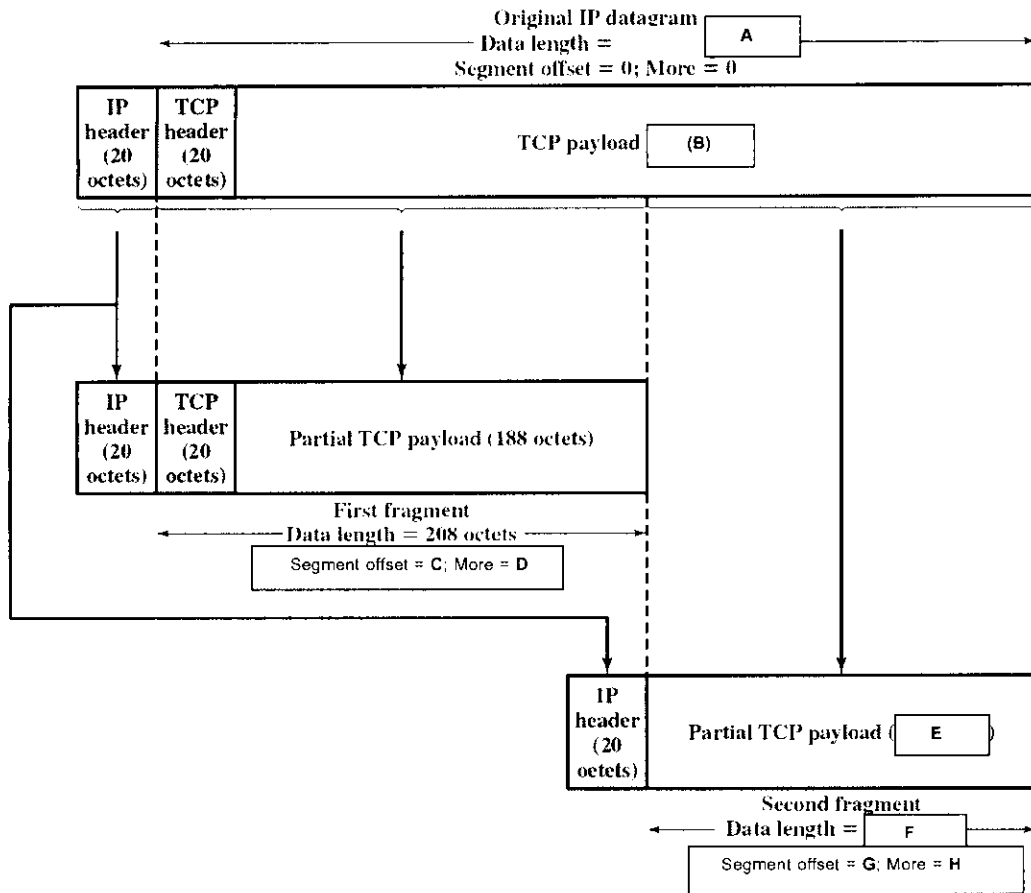 Original IP datagram
Data length = A
Segment offset = 0; More = 0
IP header (20 octets)
TCP header (20 octets)
TCP payload (B)
IP header (20 octets)
TCP header (20 octets)
Partial TCP payload (188 octets)
First fragment
Data length = 208 octets
Segment offset = C; More = D
IP header (20 octets)
Partial TCP payload ( E )
Second fragment
Data length = F
Segment offset = G; More = H